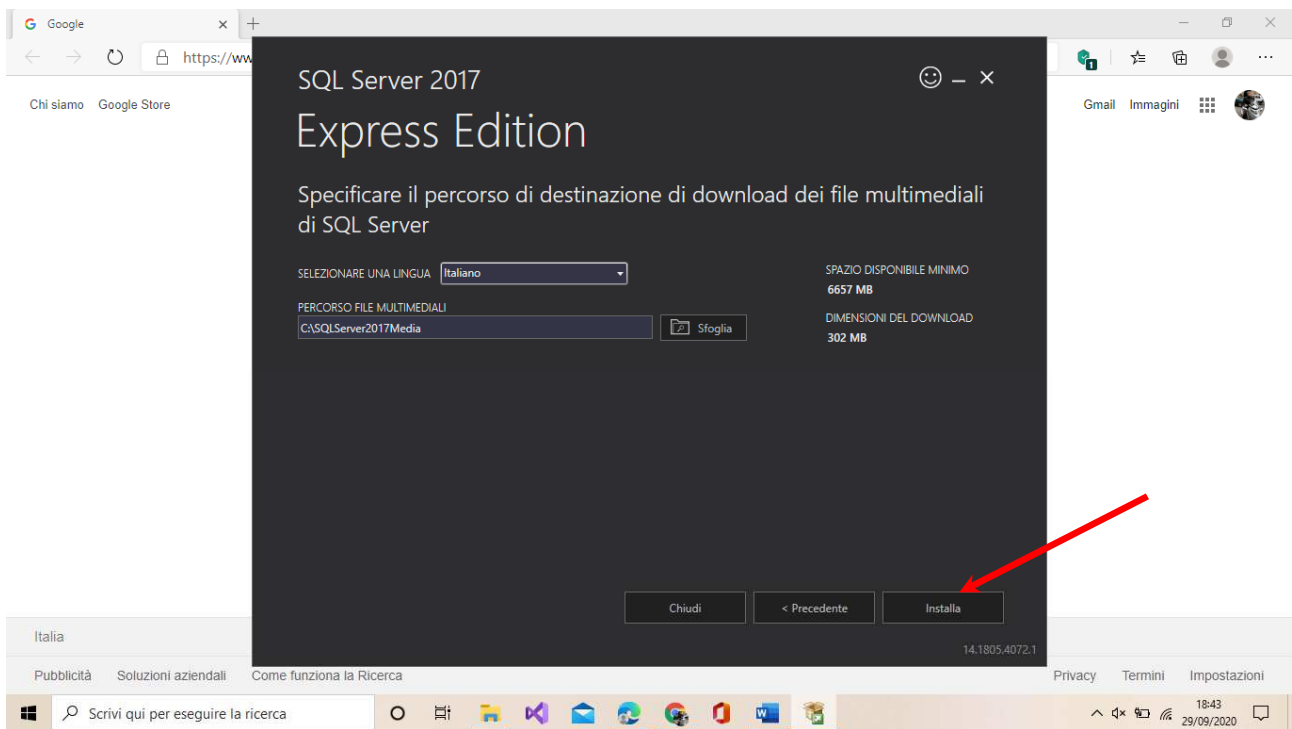 Google
https://ww
Chi siamo Google Store
Gmail Immagini
SQL Server 2017
Express Edition
Specificare il percorso di destinazione di download dei file multimediali
di SQL Server
SELEZIONARE UNA LINGUA Italiano
PERCORSO FILE MULTIMEDIALI
C:\SQLServer2017Media Sfoglia
SPAZIO DISPONIBILE MINIMO
6657 MB
DIMENSIONI DEL DOWNLOAD
302 MB
Chiudi < Precedente Installa
14.1805.4072.1
Italia
Pubblicità Soluzioni aziendali Come funziona la Ricerca
Privacy Termini Impostazioni
Scrivi qui per eseguire la ricerca
18:43
29/09/2020